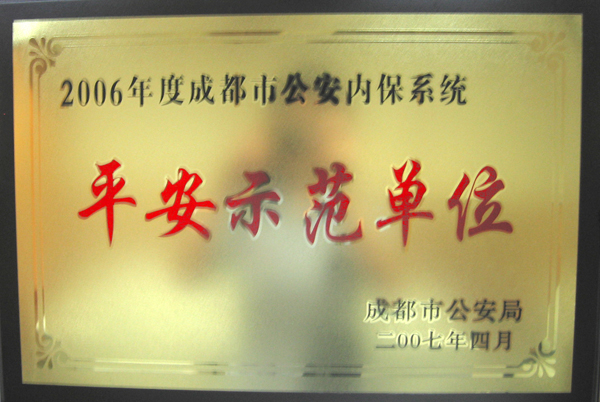 2006年度成都市公安内保系统
平安示范单位
成都市公安局
二00七年四月